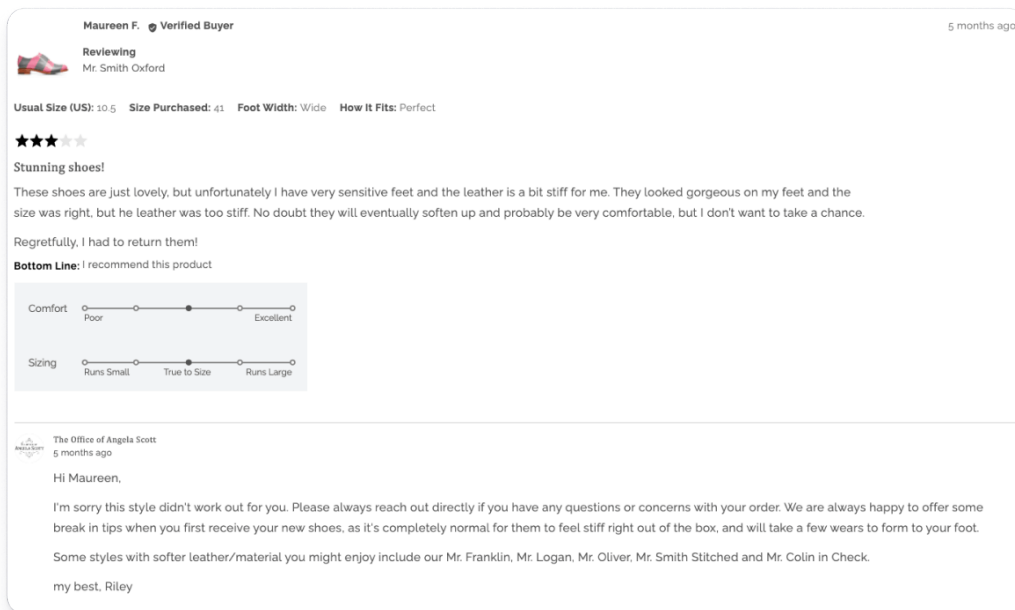 Maureen F. Verified Buyer
5 months ago
Reviewing
Mr. Smith Oxford
Usual Size (US): 10.5 Size Purchased: 41 Foot Width: Wide How It Fits: Perfect
Stunning shoes!
These shoes are just lovely, but unfortunately I have very sensitive feet and the leather is a bit stiff for me. They looked gorgeous on my feet and the
size was right, but he leather was too stiff. No doubt they will eventually soften up and probably be very comfortable, but I don't want to take a chance.
Regretfully, I had to return them!
Bottom Line: I recommend this product
Comfort
Poor Excellent
Sizing
Runs Small True to Size Runs Large
The Office of Angela Scott
ANGELA SCOTT
5 months ago
Hi Maureen,
I'm sorry this style didn't work out for you. Please always reach out directly if you have any questions or concerns with your order. We are always happy to offer some
break in tips when you first receive your new shoes, as it's completely normal for them to feel stiff right out of the box, and will take a few wears to form to your foot.
Some styles with softer leather/material you might enjoy include our Mr. Franklin, Mr. Logan, Mr. Oliver, Mr. Smith Stitched and Mr. Colin in Check.
my best, Riley